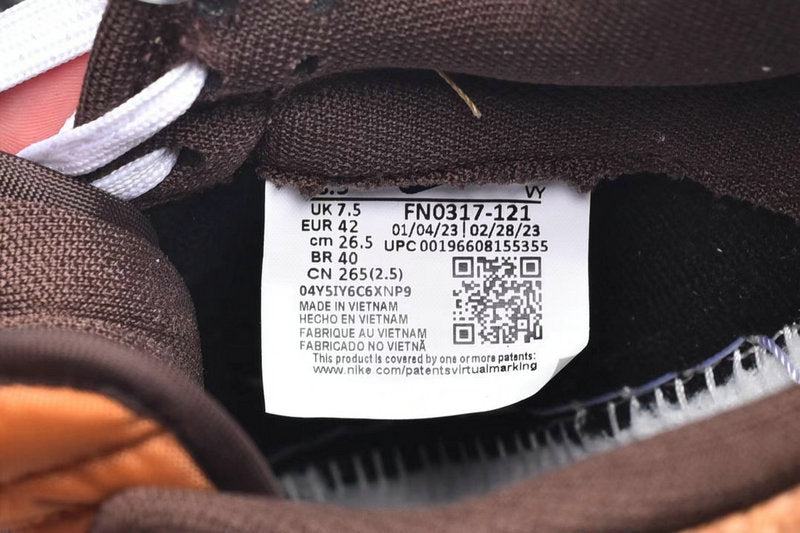 VY
UK 7.5
FN0317-121
EUR 42
01/04/23 | 02/28/23
cm 26.5
UPC 00196608155355
BR 40
CN 265(2.5)
04Y5IY6C6XNP9
MADE IN VIETNAM
HECHO EN VIETNAM
FABRIQUE AU VIETNAM
FABRICADO NO VIETNÃ
This product is covered by one or more patents:
www.nike.com/patentsvirtualmarking